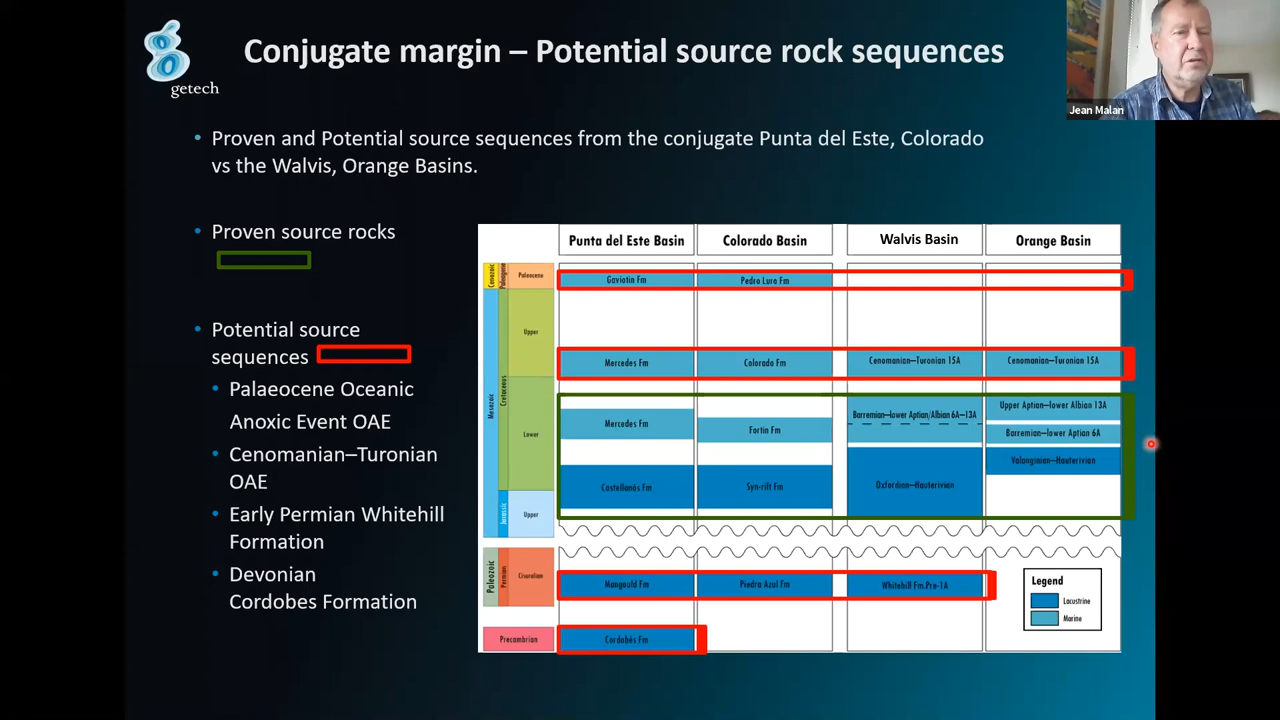 getech
Conjugate margin – Potential source rock sequences
Jean Malan
• Proven and Potential source sequences from the conjugate Punta del Este, Colorado
vs the Walvis, Orange Basins.
• Proven source rocks
• Potential source
sequences
• Palaeocene Oceanic
Anoxic Event OAE
• Cenomanian–Turonian
OAE
• Early Permian Whitehill
Formation
• Devonian
Cordobes Formation
Punta del Este Basin
Colorado Basin
Walvis Basin
Orange Basin
Cenozoic
Paleogene
Paleocene
Gaviotin Fm
Pedro Luro Fm
Mesozoic
Cretaceous
Upper
Mercedes Fm
Colorado Fm
Cenomanian–Turonian 15A
Cenomanian–Turonian 15A
Lower
Mercedes Fm
Fortin Fm
Barremian–lower Aptian/Albian 6A–13A
Upper Aptian–lower Albian 13A
Barremian–lower Aptian 6A
Valanginian–Hauterivian
Castellanós Fm
Syn-rift Fm
Oxfordian–Hauterivian
Jurassic
Upper
Paleozoic
Permian
Cisuralian
Mangrullo Fm
Piedra Azul Fm
Whitehill Fm.Pre-1A
Precambrian
Cordobés Fm
Legend
Lacustrine
Marine